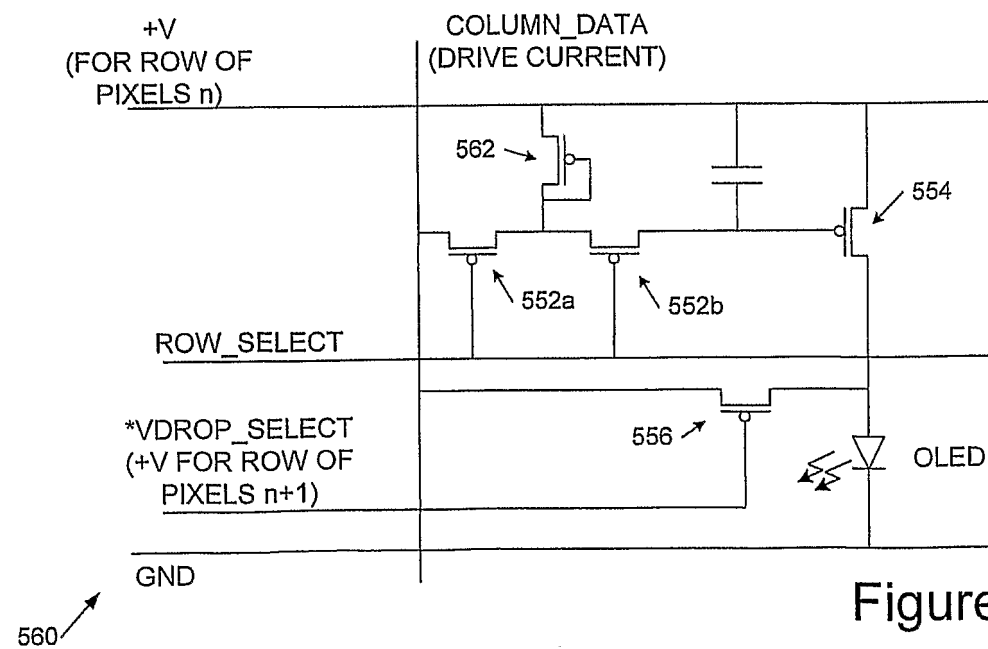 +V
(FOR ROW OF
PIXELS n)
COLUMN_DATA
(DRIVE CURRENT)
562
554
552a
552b
ROW_SELECT
*VDROP_SELECT
(+V FOR ROW OF
PIXELS n+1)
556
OLED
GND
560
Figure